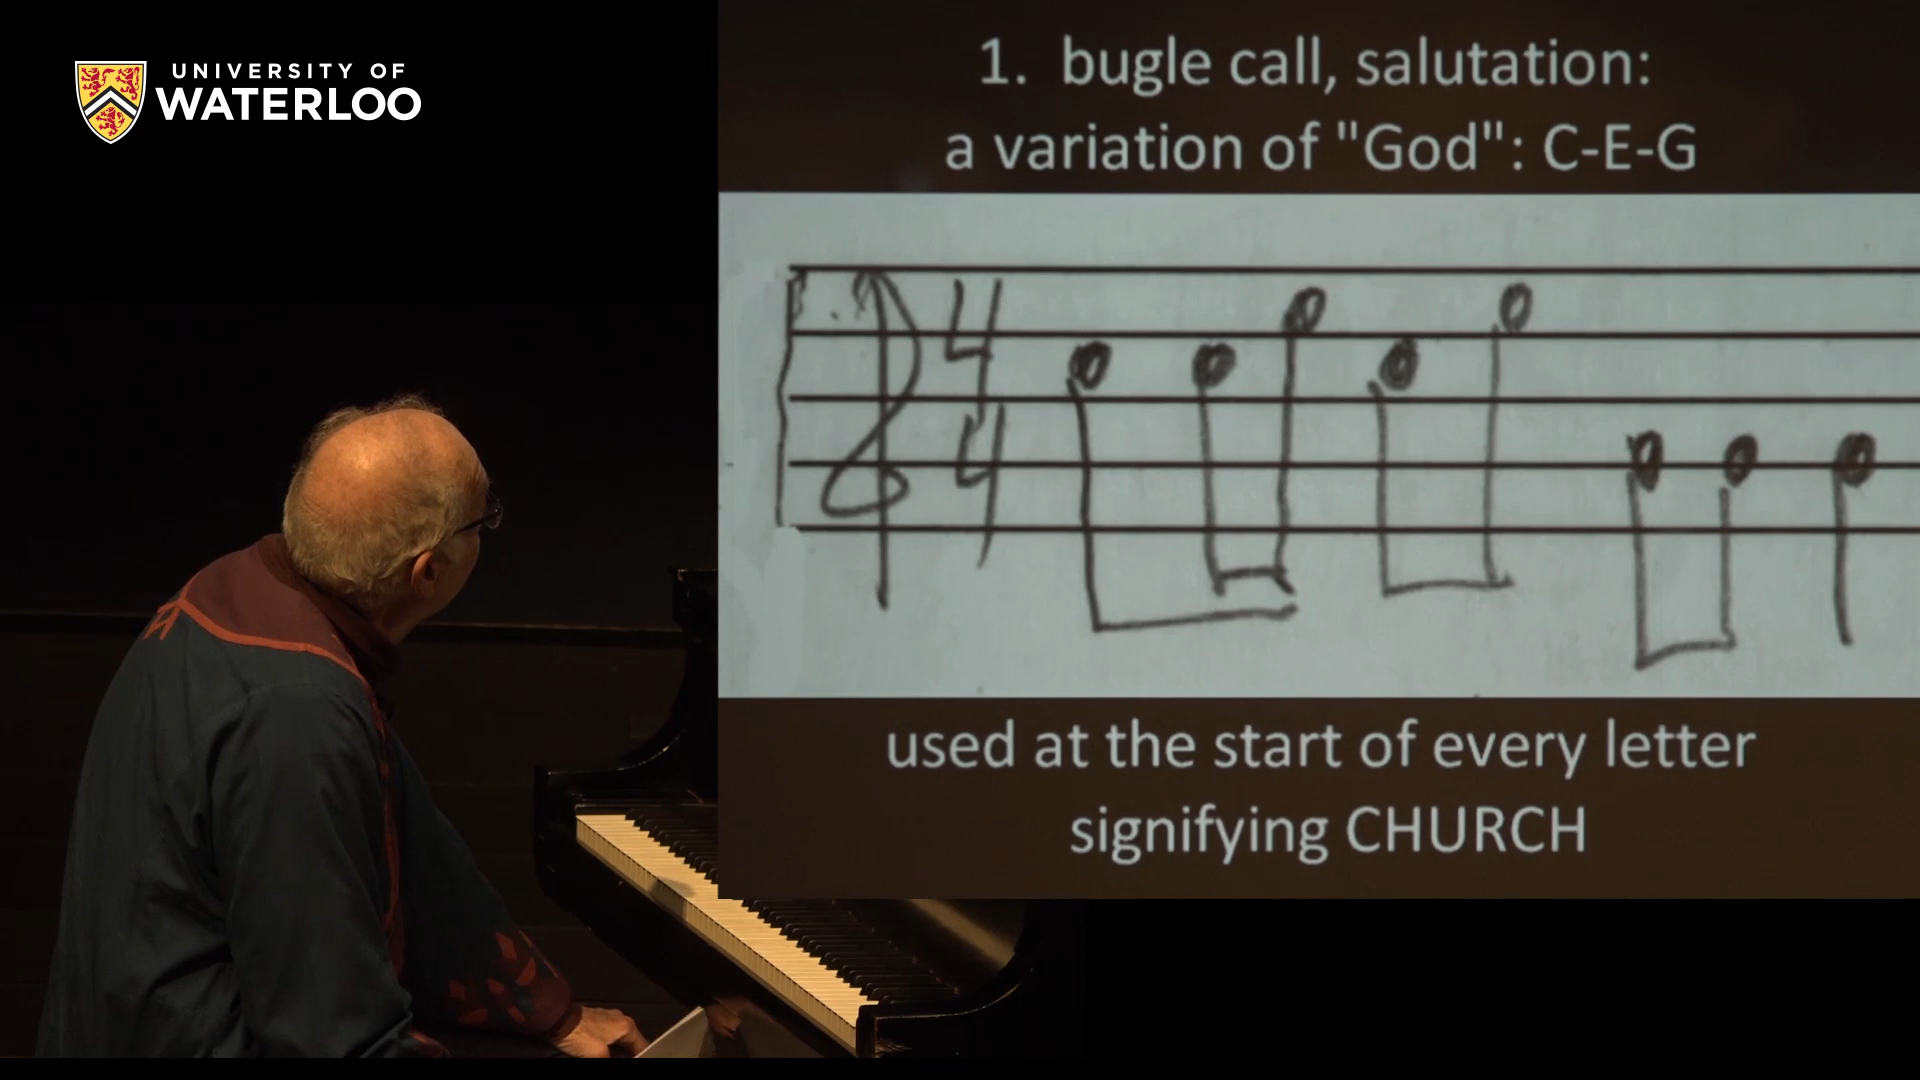 UNIVERSITY OF
WATERLOO
1. bugle call, salutation:
a variation of "God": C-E-G
4
4
used at the start of every letter
signifying CHURCH